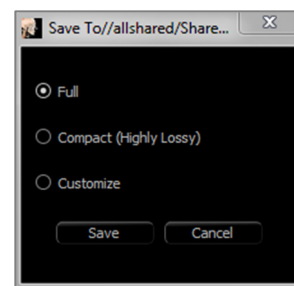 Save To//allshared/Share...
Full
Compact (Highly Lossy)
Customize
Save Cancel